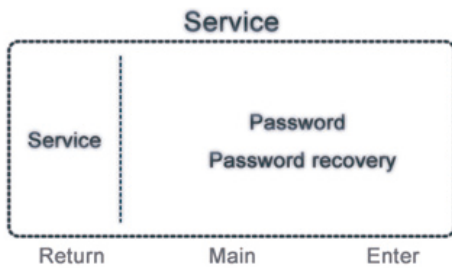 Service
Service
Password
Password recovery
Return Main Enter